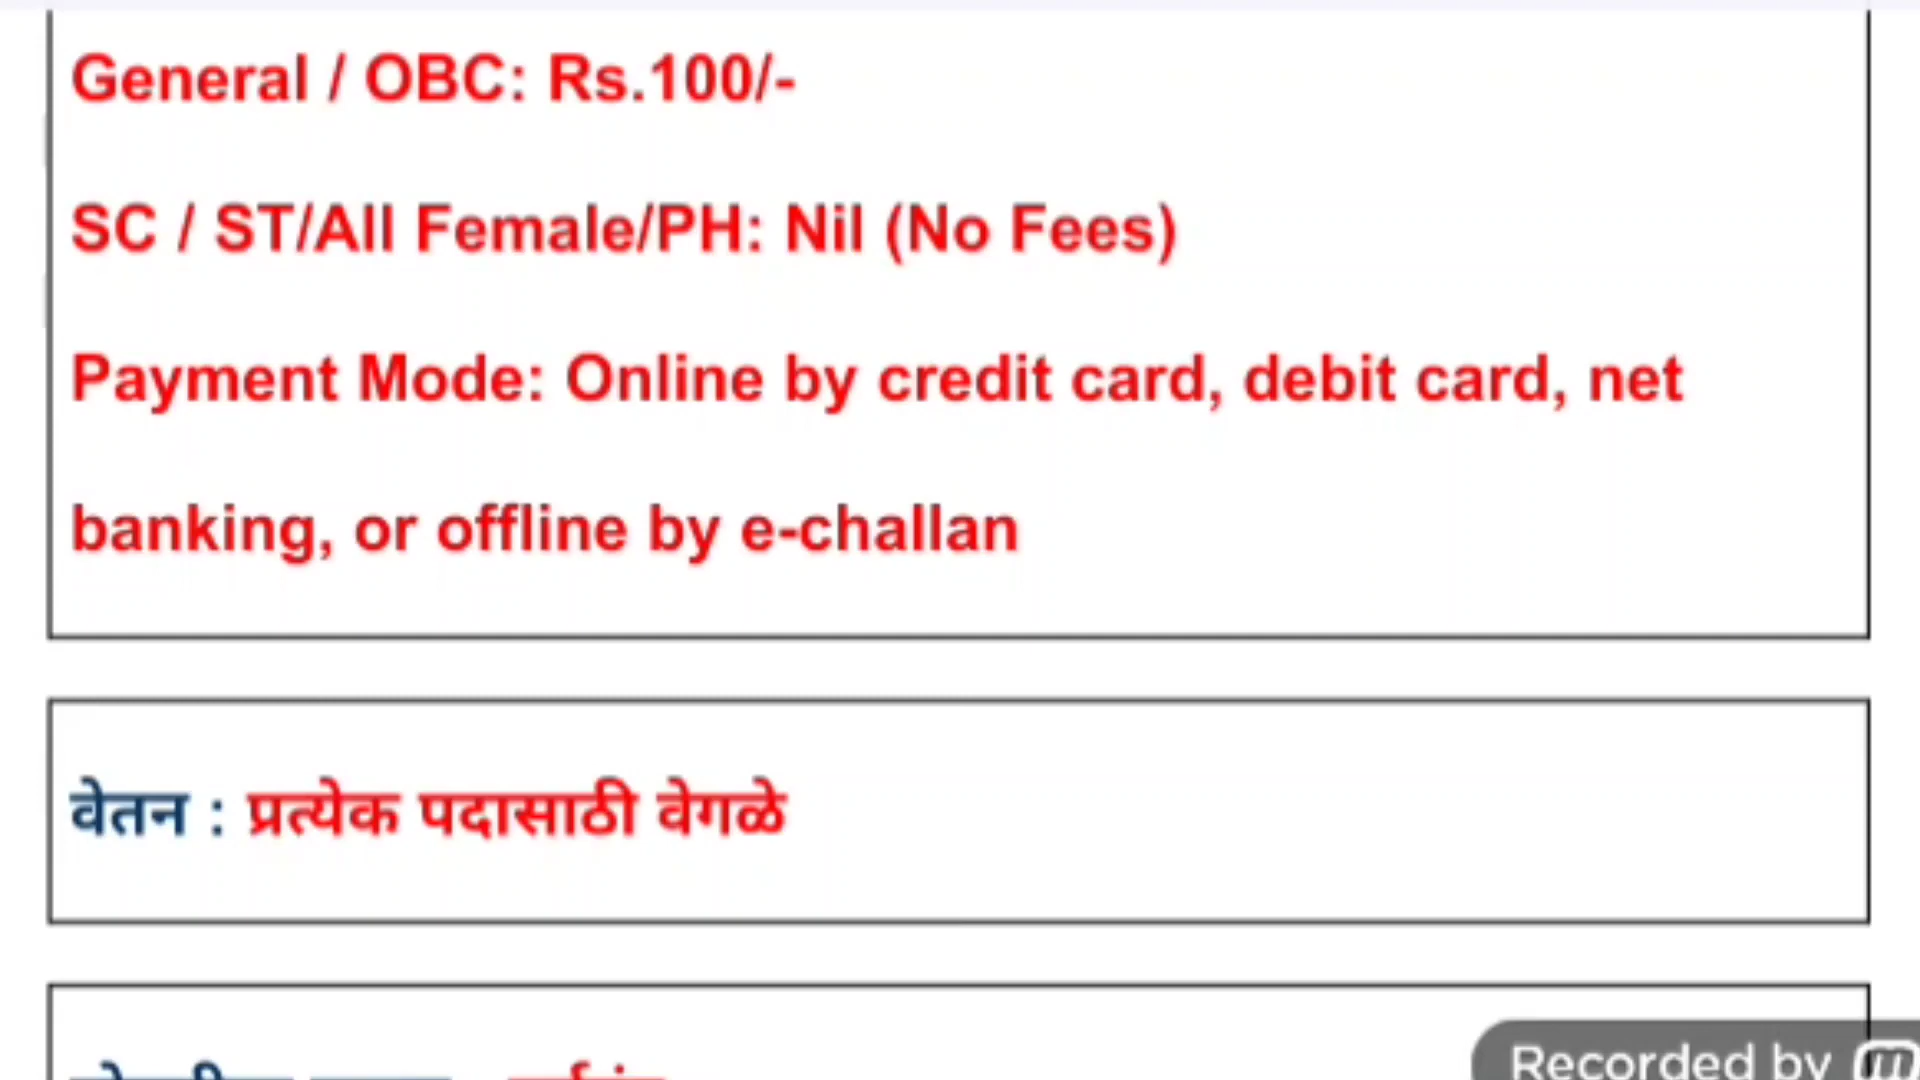 General / OBC: Rs.100/-
SC / ST/All Female/PH: Nil (No Fees)
Payment Mode: Online by credit card, debit card, net
banking, or offline by e-challan
वेतन : प्रत्येक पदासाठी वेगळे
Recorded by